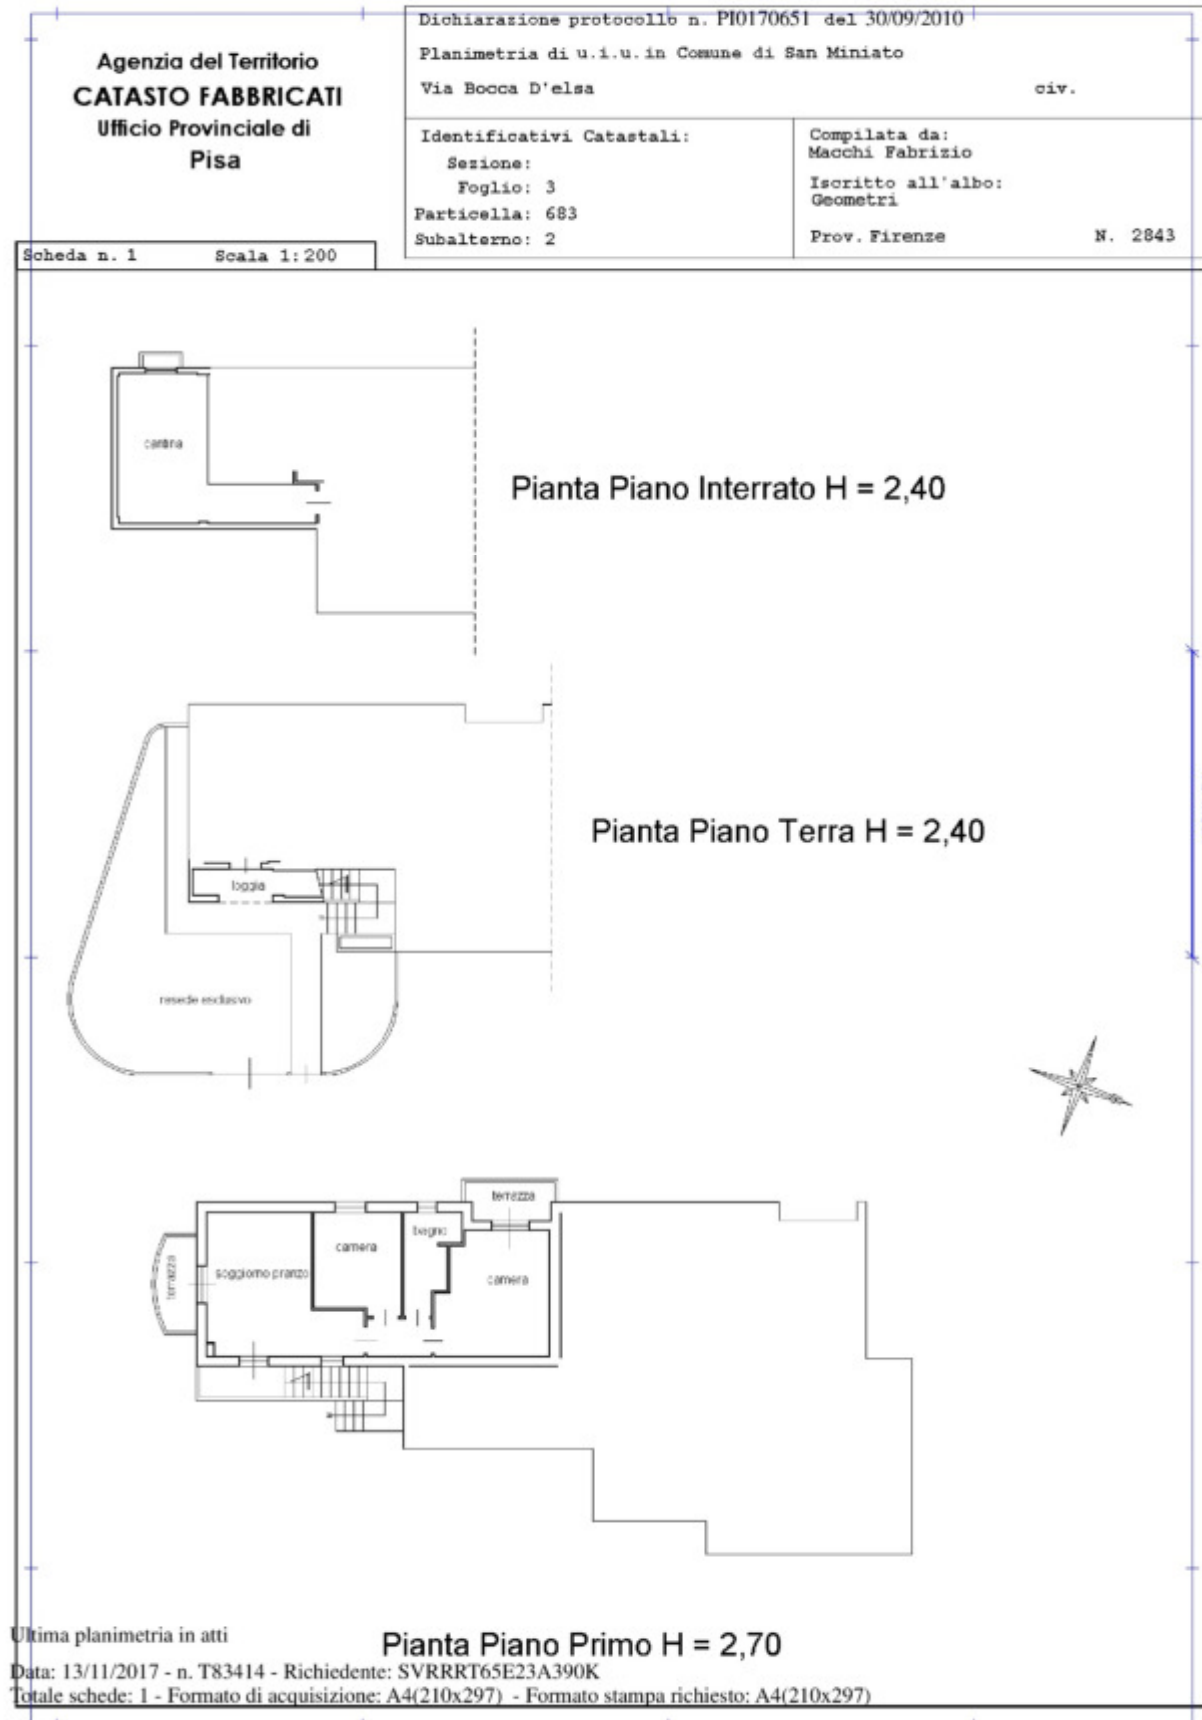 Agenzia del Territorio
CATASTO FABBRICATI
Ufficio Provinciale di
Pisa
Dichiarazione protocollo n. PI0170651 del 30/09/2010
Planimetria di u.i.u. in Comune di San Miniato
Via Bocca D'elsa civ.
Identificativi Catastali:
Sezione:
Foglio: 3
Particella: 683
Subalterno: 2
Compilata da:
Macchi Fabrizio
Iscritto all'albo:
Geometri
Prov. Firenze N. 2843
Scheda n. 1 Scala 1:200
cantina
Pianta Piano Interrato H = 2,40
Pianta Piano Terra H = 2,40
loggia
resede esclusivo
terrazza
bagno
camera
soggiorno pranzo
terrazza
camera
Pianta Piano Primo H = 2,70
Ultima planimetria in atti
Data: 13/11/2017 - n. T83414 - Richiedente: SVRRRT65E23A390K
Totale schede: 1 - Formato di acquisizione: A4(210x297) - Formato stampa richiesto: A4(210x297)